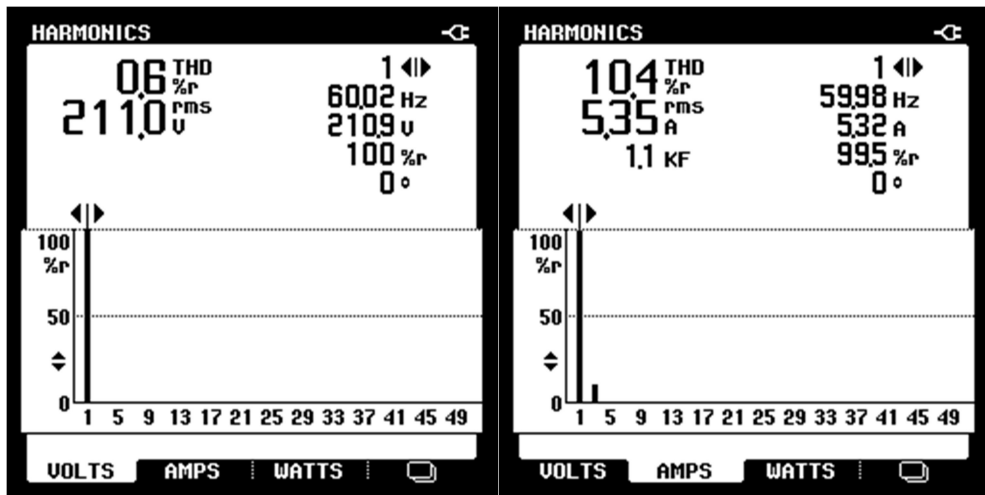 HARMONICS
0.6 THD %r
211.0 rms V
1
60.02 Hz
210.9 V
100 %r
0 °
100
%r
50
0
1 5 9 13 17 21 25 29 33 37 41 45 49
VOLTS AMPS WATTS
HARMONICS
10.4 THD %r
5.35 rms A
1.1 KF
1
59.98 Hz
5.32 A
99.5 %r
0 °
100
%r
50
0
1 5 9 13 17 21 25 29 33 37 41 45 49
VOLTS AMPS WATTS